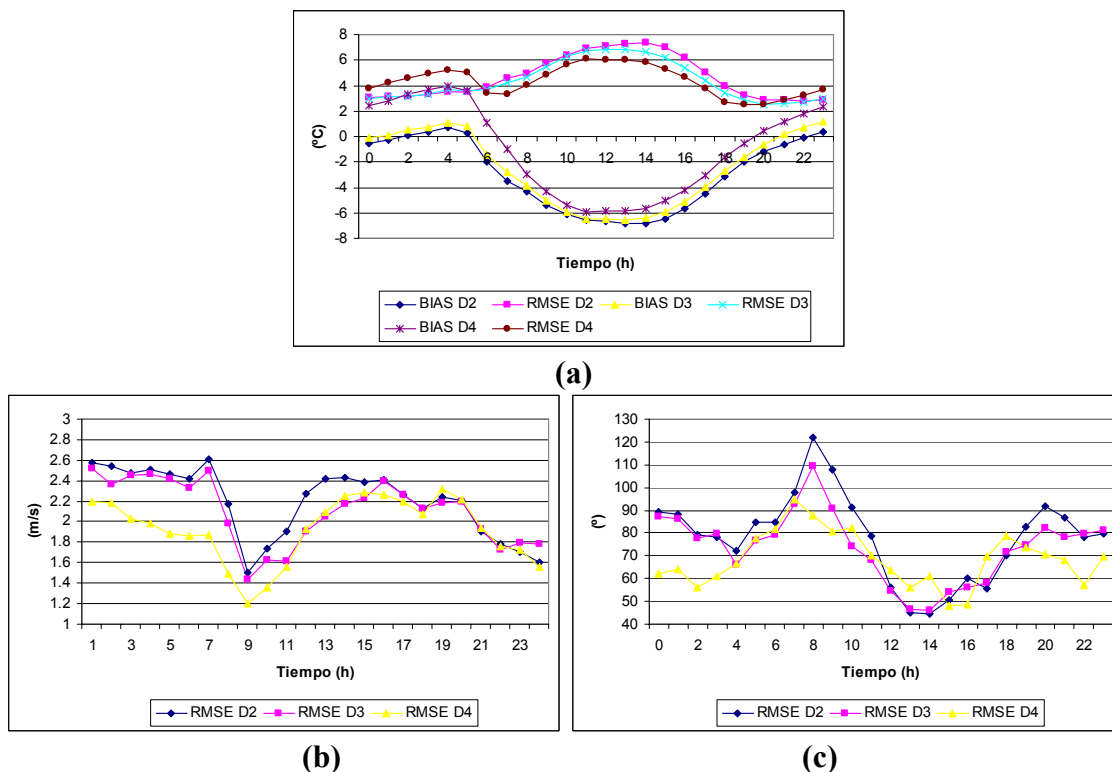 8
6
4
2
0
-2
-4
-6
-8
(ºC)
0 2 4 6 8 10 12 14 16 18 20 22
Tiempo (h)
BIAS D2 RMSE D2 BIAS D3 RMSE D3
BIAS D4 RMSE D4
(a)
3
2.8
2.6
2.4
2.2
2
1.8
1.6
1.4
1.2
1
(m/s)
1 3 5 7 9 11 13 15 17 19 21 23
Tiempo (h)
RMSE D2 RMSE D3 RMSE D4
(b)
130
120
110
100
90
80
70
60
50
40
(º)
0 2 4 6 8 10 12 14 16 18 20 22
Tiempo (h)
RMSE D2 RMSE D3 RMSE D4
(c)